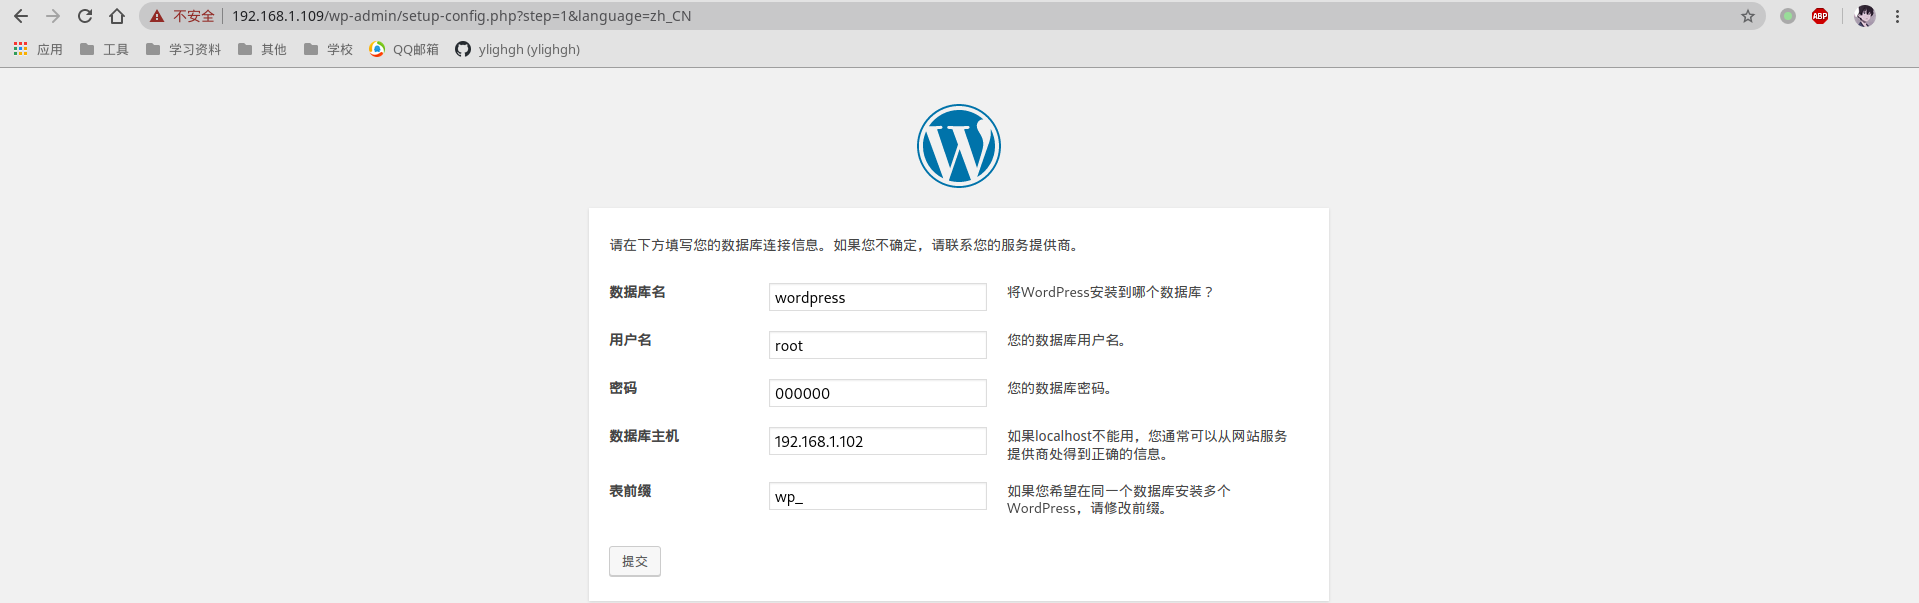 不安全 192.168.1.109/wp-admin/setup-config.php?step=1&language=zh_CN
ABP
应用 工具 学习资料 其他 学校 QQ邮箱 ylighgh (ylighgh)
请在下方填写您的数据库连接信息。如果您不确定，请联系您的服务提供商。
数据库名 wordpress 将WordPress安装到哪个数据库？
用户名 root 您的数据库用户名。
密码 000000 您的数据库密码。
数据库主机 192.168.1.102 如果localhost不能用，您通常可以从网站服务
提供商处得到正确的信息。
表前缀 wp_ 如果您希望在同一个数据库安装多个
WordPress，请修改前缀。
提交